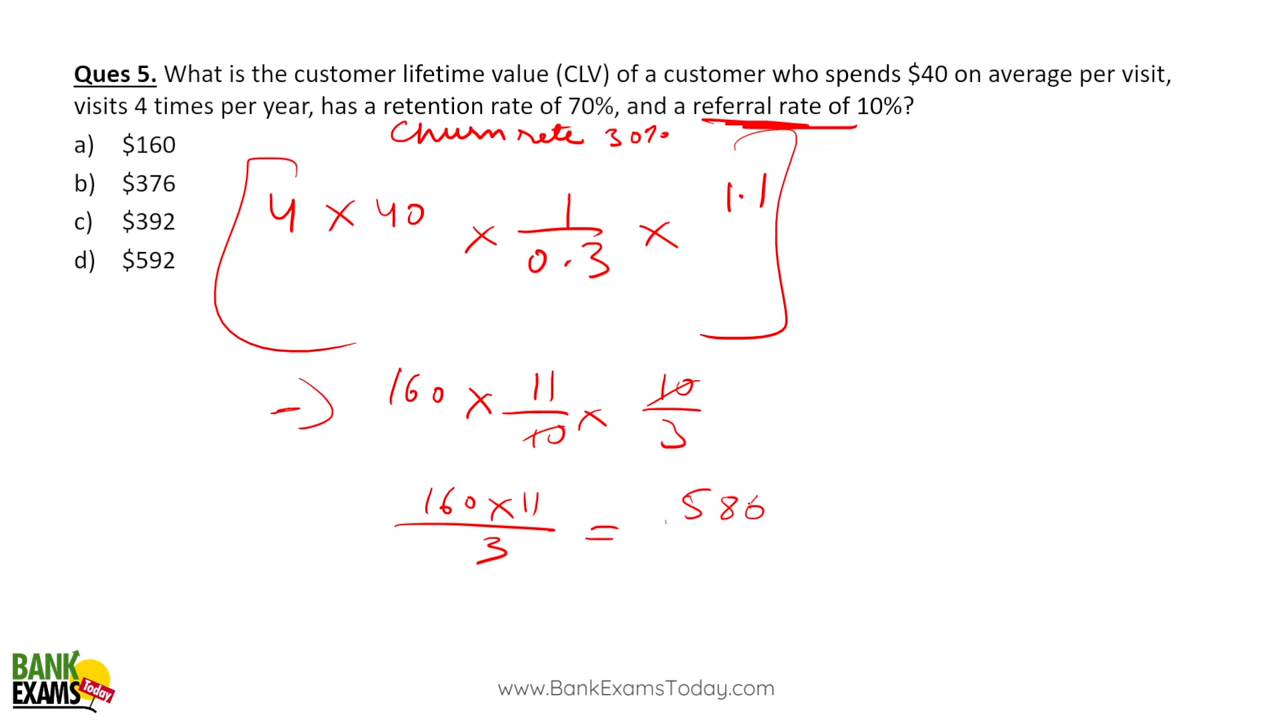 Ques 5. What is the customer lifetime value (CLV) of a customer who spends $40 on average per visit,
visits 4 times per year, has a retention rate of 70%, and a referral rate of 10%?
Churn rete 30%
a) $160
b) $376
c) $392
d) $592
4 × 40 × 1/0.3 × 1.1
→ 160 × 11/10 × 10/3
160×11/3 = 586
BANK
EXAMS Today
www.BankExamsToday.com